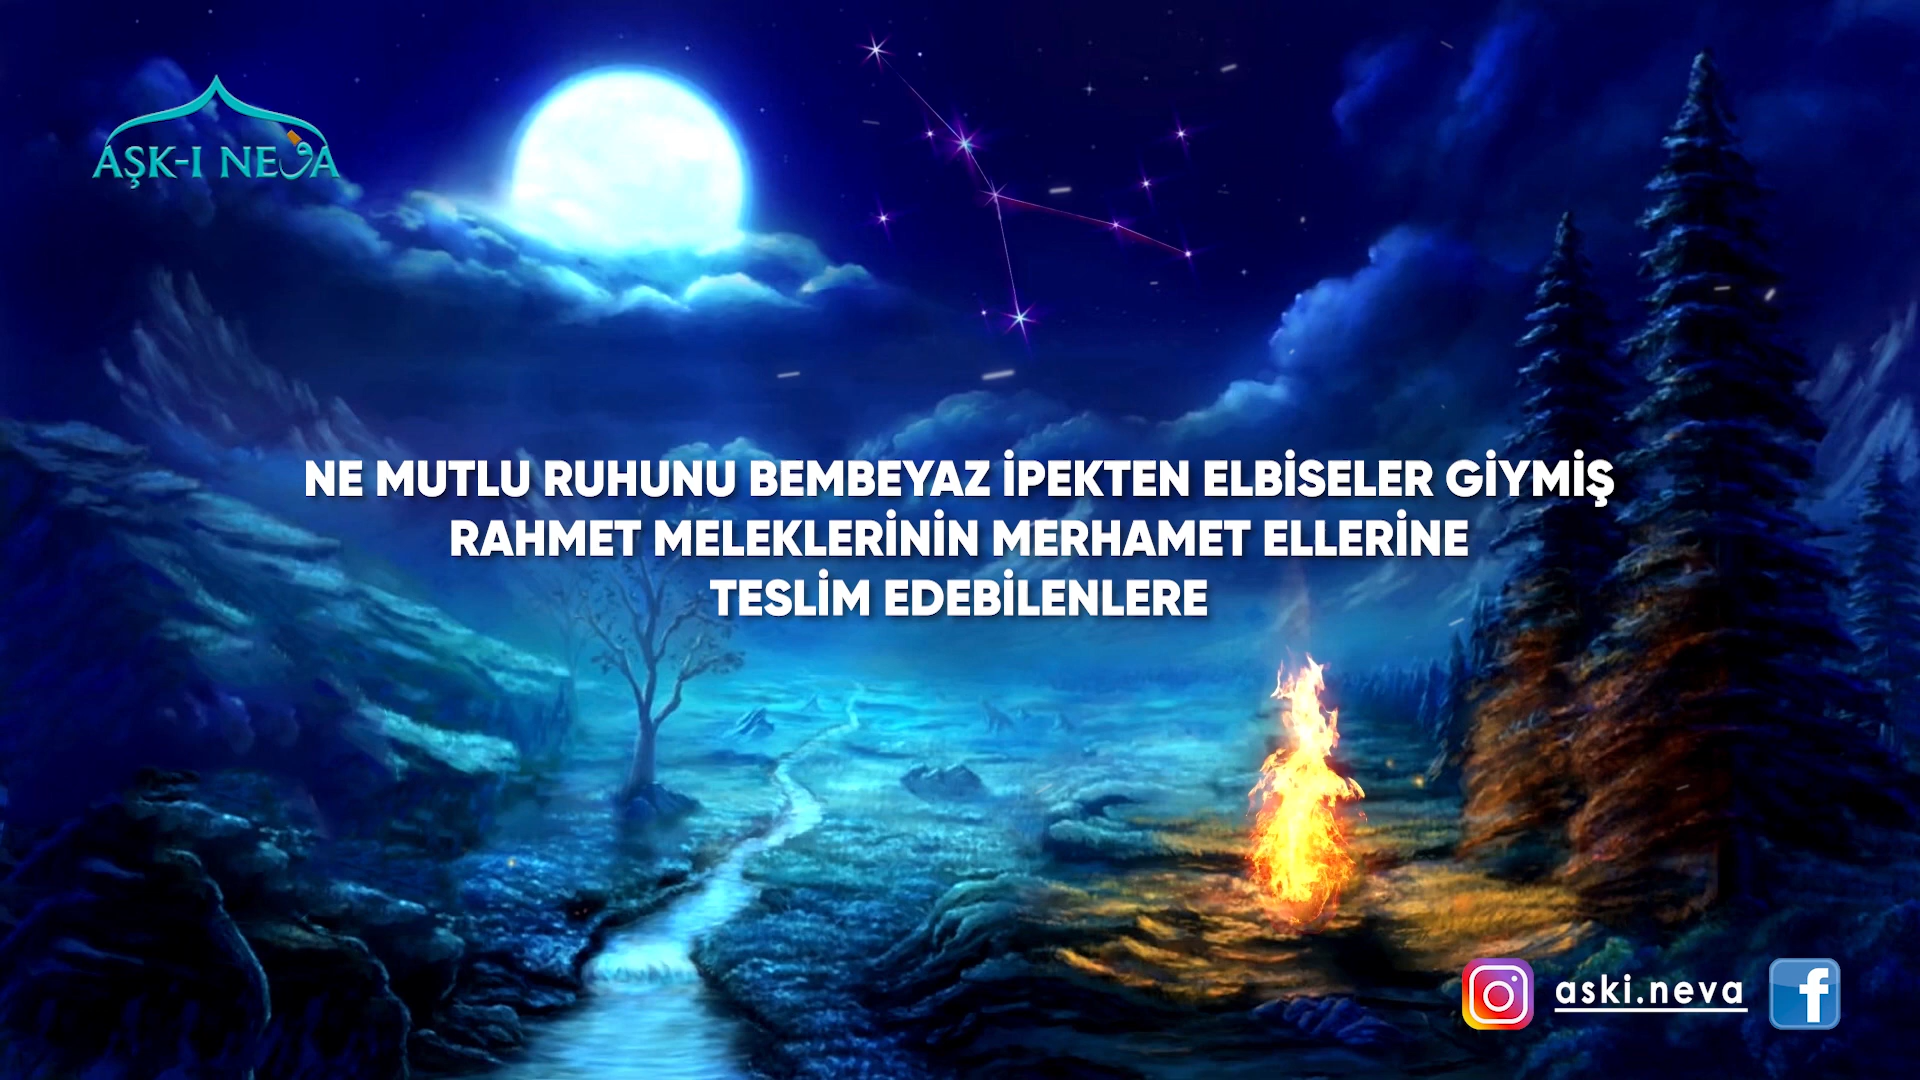 AŞK-I NEVA
NE MUTLU RUHUNU BEMBEYAZ İPEKTEN ELBİSELER GİYMİŞ
RAHMET MELEKLERİNİN MERHAMET ELLERİNE
TESLİM EDEBİLENLERE
aski.neva